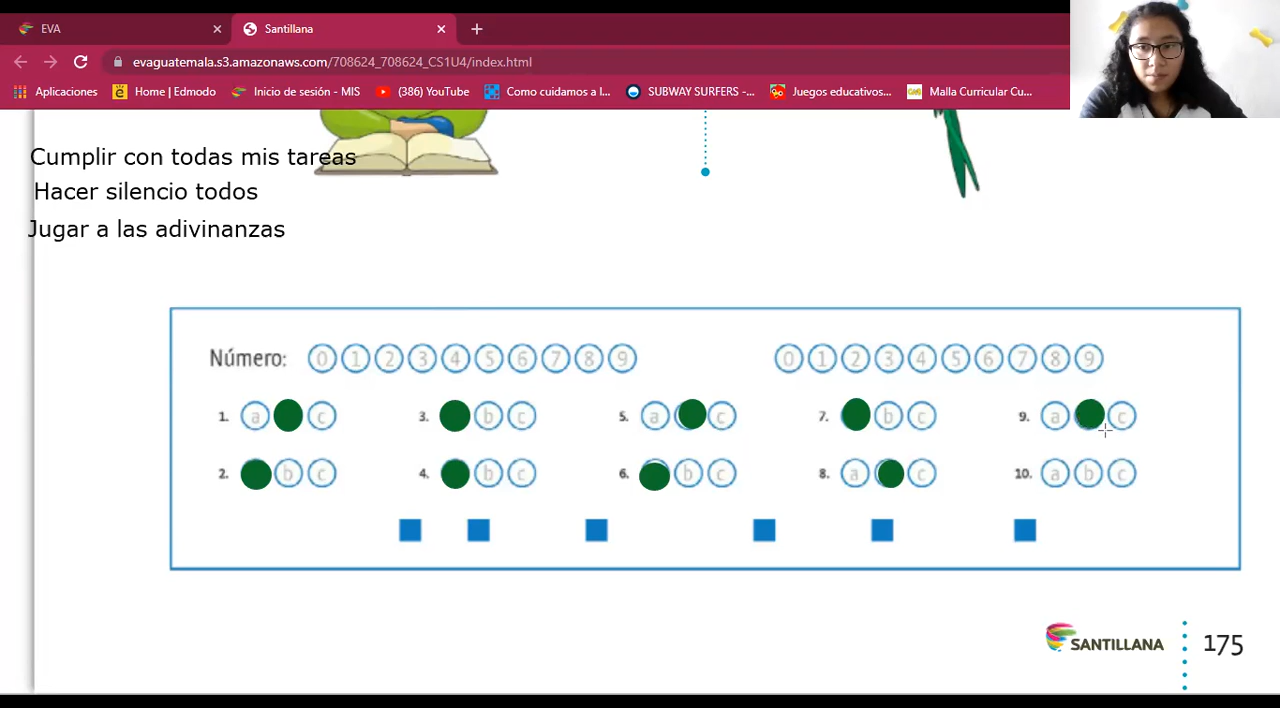 EVA
Santillana
evaguatemala.s3.amazonaws.com/708624_708624_CS1U4/index.html
Aplicaciones Home | Edmodo Inicio de sesión - MIS (386) YouTube Como cuidamos a l... SUBWAY SURFERS -... Juegos educativos... Malla Curricular Cu...
Cumplir con todas mis tareas
Hacer silencio todos
Jugar a las adivinanzas
Número: 0 1 2 3 4 5 6 7 8 9 0 1 2 3 4 5 6 7 8 9
1. a c 3. b c 5. a c 7. b c 9. a c
2. b c 4. b c 6. b c 8. a c 10. a b c
SANTILLANA 175